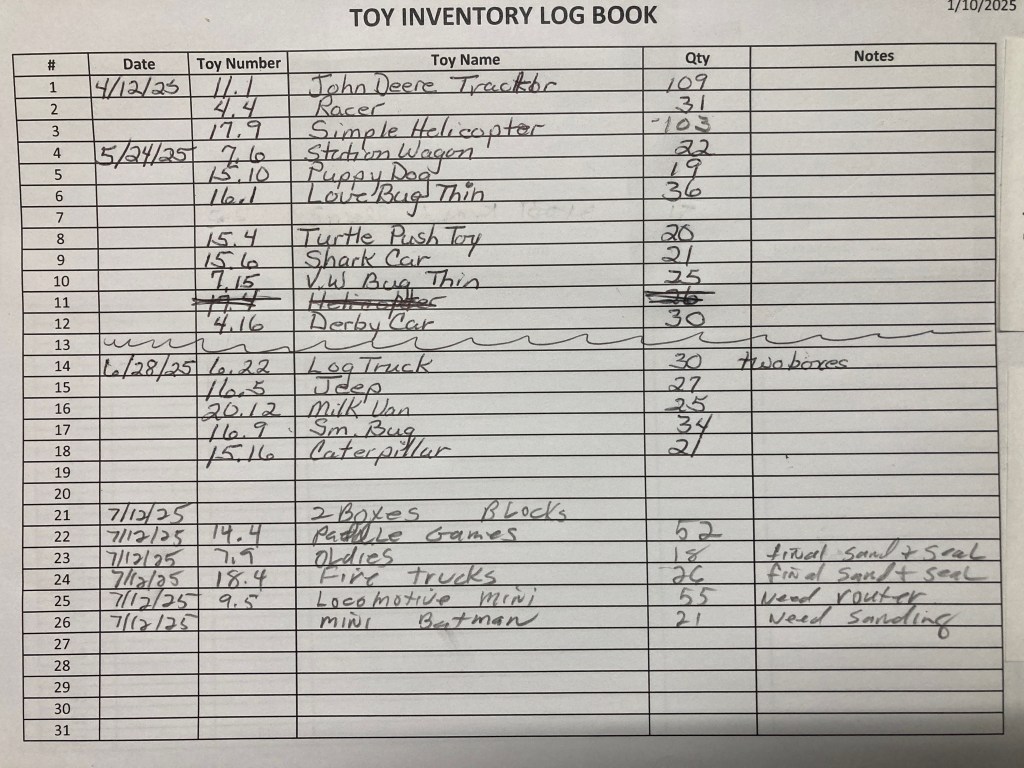 1/10/2025
TOY INVENTORY LOG BOOK
# Date Toy Number Toy Name Qty Notes
1 4/12/25 11.1 John Deere Tracktor 109
2 4.4 Racer 31
3 17.9 Simple Helicopter -103
4 5/24/25 7.6 Station Wagon 22
5 15.10 Puppy Dog 19
6 16.1 Love Bug Thin 36
7
8 15.4 Turtle Push Toy 20
9 15.6 Shark Car 21
10 7.15 V.W Bug Thin 25
11 17.4 Helicopter 26
12 4.16 Derby Car 30
13
14 6/28/25 6.22 Log Truck 30 two boxes
15 16.5 Jeep 27
16 20.12 Milk Van 25
17 16.9 Sm. Bug 34
18 15.16 Caterpillar 21
19
20
21 7/12/25 2 Boxes Blocks
22 7/12/25 14.4 Paddle Games 52
23 7/12/25 7.9 Oldies 18 final sand + seal
24 7/12/25 18.4 Fire trucks 26 final sand + seal
25 7/12/25 9.5 Locomotive mini 55 Need router
26 7/12/25 mini Batman 21 Need Sanding
27
28
29
30
31